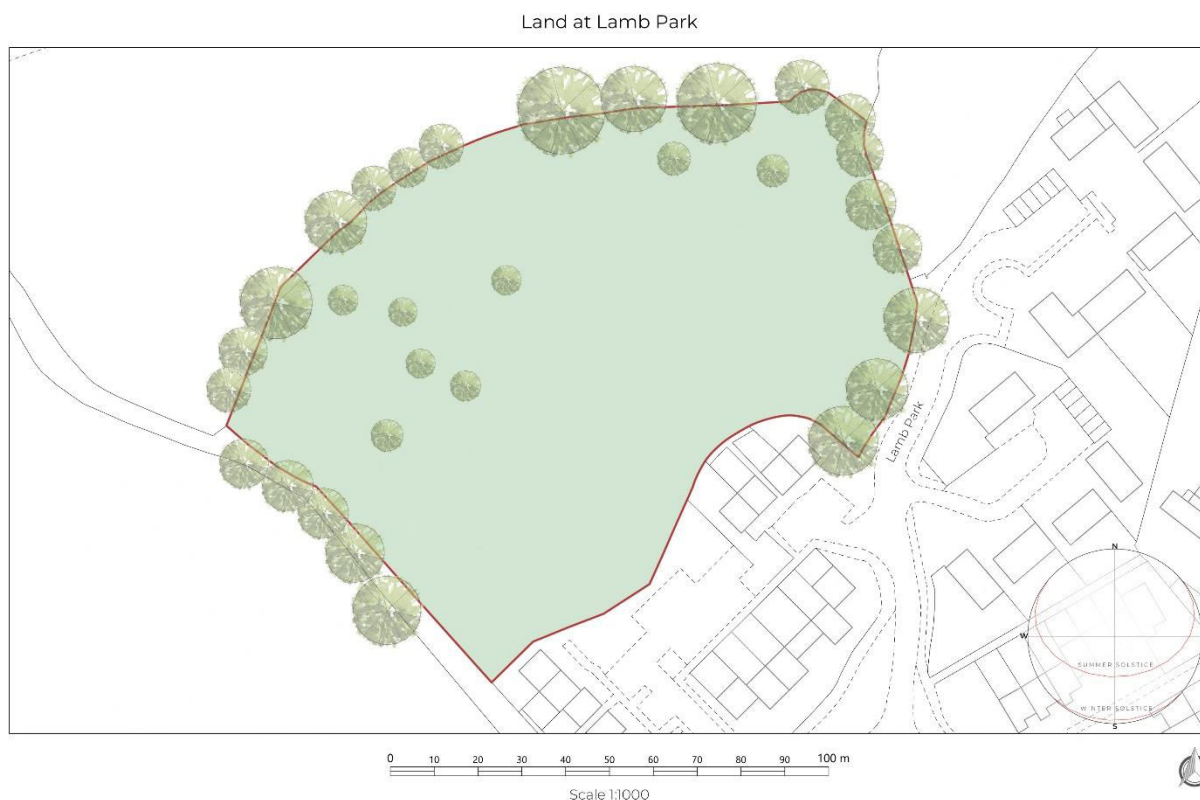 Land at Lamb Park
Lamb Park
N
W
SUMMER SOLSTICE
WINTER SOLSTICE
S
0 10 20 30 40 50 60 70 80 90 100 m
Scale 1:1000